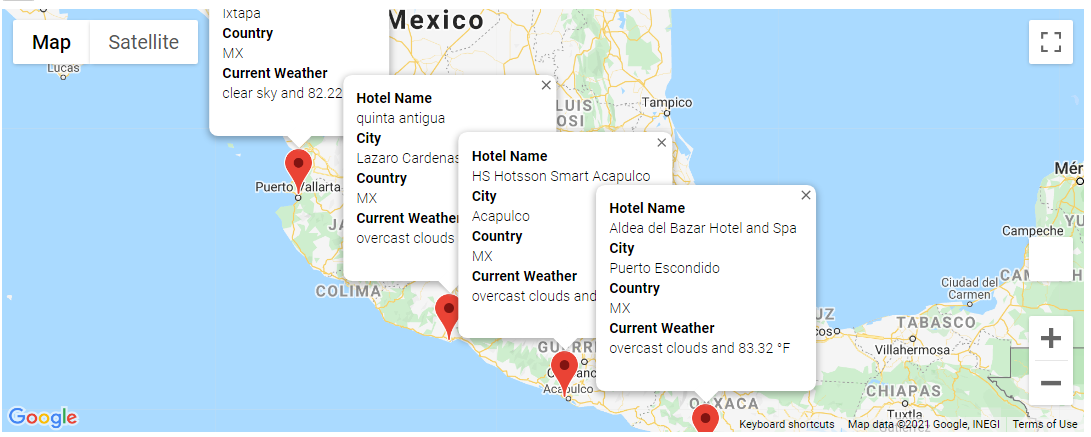 Mexico
Map
Satellite
Lucas
Ixtapa
Country
MX
Current Weather
clear sky and 82.22
Hotel Name
quinta antigua
City
Lazaro Cardenas
Country
MX
Current Weather
overcast clouds
Hotel Name
HS Hotsson Smart Acapulco
City
Acapulco
Country
MX
Current Weather
overcast clouds and
Hotel Name
Aldea del Bazar Hotel and Spa
City
Puerto Escondido
Country
MX
Current Weather
overcast clouds and 83.32 °F
LUIS
OSI
Tampico
Puerto Vallarta
JA
COLIMA
GUERR
Acapulco
OAXACA
UZ
Mér
Campeche
YU
CAM
Ciudad del
Carmen
TABASCO
Villahermosa
CHIAPAS
Tuxtla
Google
Keyboard shortcuts
Map data ©2021 Google, INEGI
Terms of Use